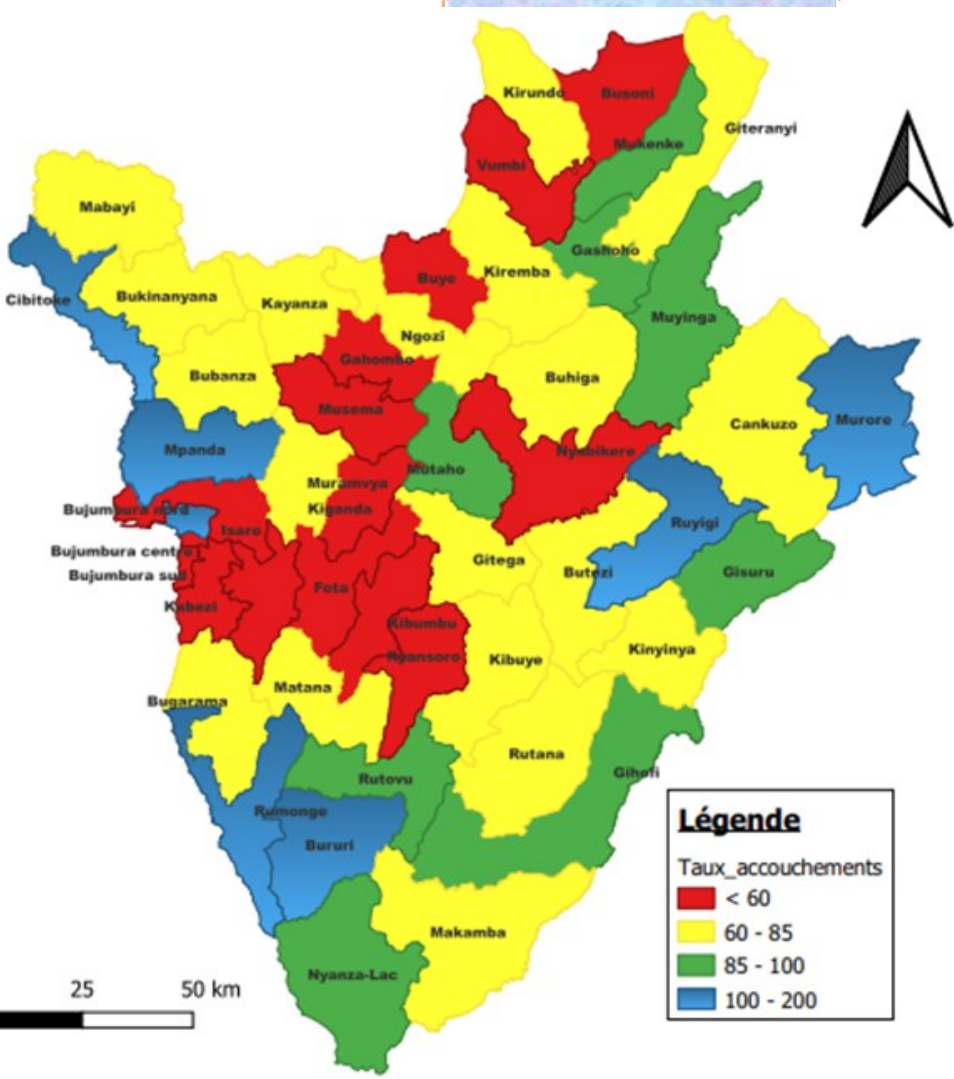 Kirundo
Busoni
Giteranyi
Mukenke
Vumbi
Mabayi
Gashoho
Kiremba
Buye
Cibitoke
Bukinanyana
Kayanza
Muyinga
Ngozi
Gahombo
Bubanza
Buhiga
Musema
Cankuzo
Murore
Mpanda
Nyabikere
Mutaho
Muramvya
Bujumbura nord
Kiganda
Isare
Ruyigi
Bujumbura centre
Gitega
Butezi
Gisuru
Bujumbura sud
Fota
Kabezi
Kibumbu
Kinyinya
Ryansoro
Kibuye
Matana
Bugarama
Rutana
Gihofi
Rutovu
Rumonge
Bururi
Makamba
Nyanza-Lac
25 50 km
Légende
Taux_accouchements
< 60
60 - 85
85 - 100
100 - 200